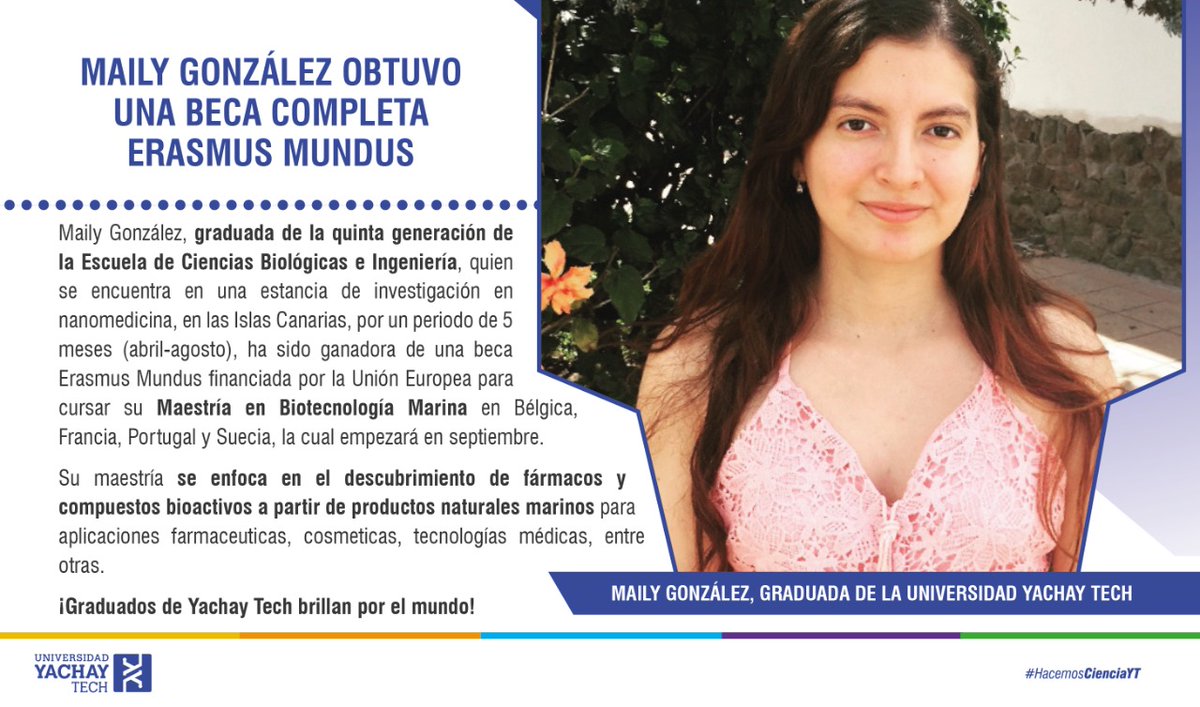 MAILY GONZÁLEZ OBTUVO
UNA BECA COMPLETA
ERASMUS MUNDUS
Maily González, graduada de la quinta generación de
la Escuela de Ciencias Biológicas e Ingeniería, quien
se encuentra en una estancia de investigación en
nanomedicina, en las Islas Canarias, por un periodo de 5
meses (abril-agosto), ha sido ganadora de una beca
Erasmus Mundus financiada por la Unión Europea para
cursar su Maestría en Biotecnología Marina en Bélgica,
Francia, Portugal y Suecia, la cual empezará en septiembre.
Su maestría se enfoca en el descubrimiento de fármacos y
compuestos bioactivos a partir de productos naturales marinos para
aplicaciones farmaceuticas, cosmeticas, tecnologías médicas, entre
otras.
¡Graduados de Yachay Tech brillan por el mundo!
MAILY GONZÁLEZ, GRADUADA DE LA UNIVERSIDAD YACHAY TECH
UNIVERSIDAD
YACHAY
TECH
#HacemosCienciaYT